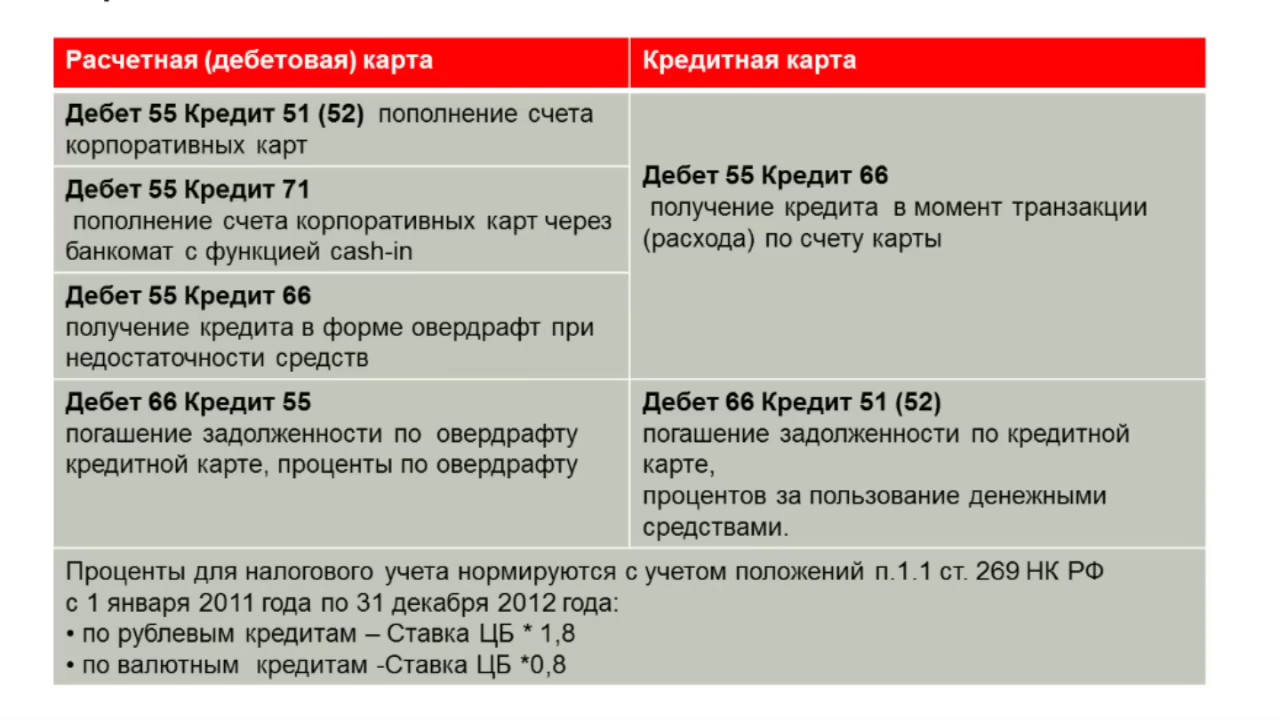 Расчетная (дебетовая) карта
Кредитная карта
Дебет 55 Кредит 51 (52) пополнение счета
корпоративных карт
Дебет 55 Кредит 71
пополнение счета корпоративных карт через
банкомат с функцией cash-in
Дебет 55 Кредит 66
получение кредита в форме овердрафт при
недостаточности средств
Дебет 55 Кредит 66
получение кредита в момент транзакции
(расхода) по счету карты
Дебет 66 Кредит 55
погашение задолженности по овердрафту
кредитной карте, проценты по овердрафту
Дебет 66 Кредит 51 (52)
погашение задолженности по кредитной
карте,
процентов за пользование денежными
средствами.
Проценты для налогового учета нормируются с учетом положений п.1.1 ст. 269 НК РФ
с 1 января 2011 года по 31 декабря 2012 года:
• по рублевым кредитам – Ставка ЦБ * 1,8
• по валютным кредитам -Ставка ЦБ *0,8